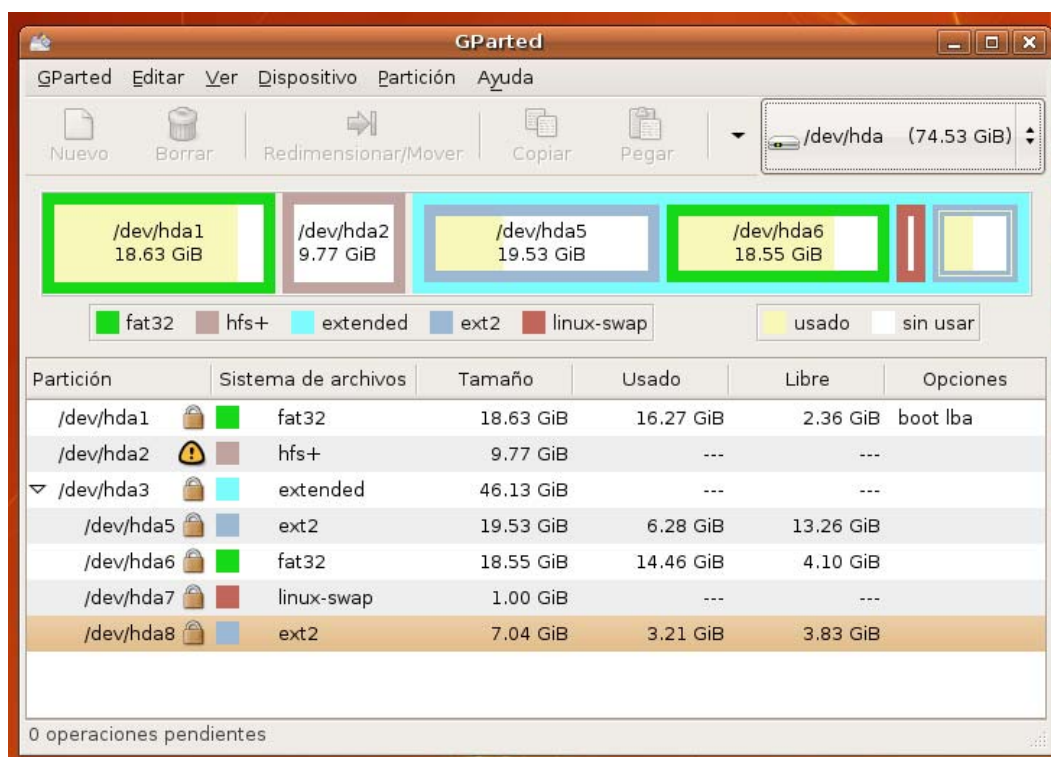 GParted
GParted Editar Ver Dispositivo Partición Ayuda
Nuevo Borrar Redimensionar/Mover Copiar Pegar /dev/hda (74.53 GiB)
/dev/hda1 /dev/hda2 /dev/hda5 /dev/hda6
18.63 GiB 9.77 GiB 19.53 GiB 18.55 GiB
fat32 hfs+ extended ext2 linux-swap usado sin usar
Partición Sistema de archivos Tamaño Usado Libre Opciones
/dev/hda1 fat32 18.63 GiB 16.27 GiB 2.36 GiB boot lba
/dev/hda2 hfs+ 9.77 GiB --- ---
/dev/hda3 extended 46.13 GiB --- ---
/dev/hda5 ext2 19.53 GiB 6.28 GiB 13.26 GiB
/dev/hda6 fat32 18.55 GiB 14.46 GiB 4.10 GiB
/dev/hda7 linux-swap 1.00 GiB --- ---
/dev/hda8 ext2 7.04 GiB 3.21 GiB 3.83 GiB
0 operaciones pendientes